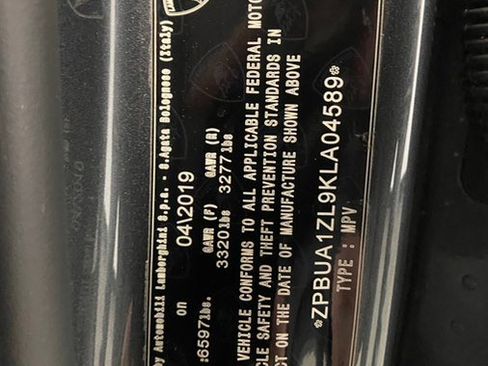 by Automobili Lamborghini S.p.a. - S.Agata Bolognese (Italy)
on 04\2019
:6597lbs. GAWR (F) GAWR (R)
3320lbs 3277lbs
VEHICLE CONFORMS TO ALL APPLICABLE FEDERAL MOTO
CLE SAFETY AND THEFT PREVENTION STANDARDS IN
CT ON THE DATE OF MANUFACTURE SHOWN ABOVE
*ZPBUA1ZL9KLA04589*
TYPE : MPV